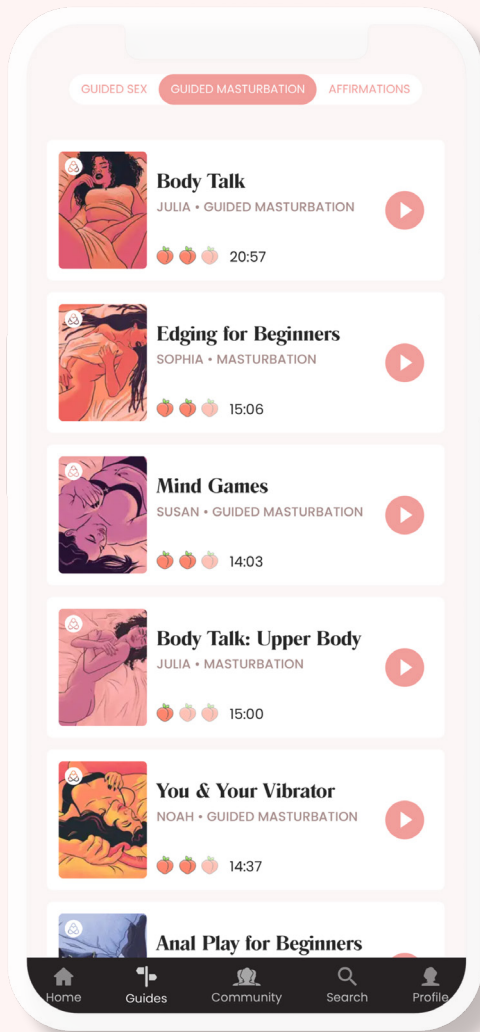 GUIDED SEX GUIDED MASTURBATION AFFIRMATIONS
Body Talk
JULIA • GUIDED MASTURBATION
20:57
Edging for Beginners
SOPHIA • MASTURBATION
15:06
Mind Games
SUSAN • GUIDED MASTURBATION
14:03
Body Talk: Upper Body
JULIA • MASTURBATION
15:00
You & Your Vibrator
NOAH • GUIDED MASTURBATION
14:37
Anal Play for Beginners
Home Guides Community Search Profile